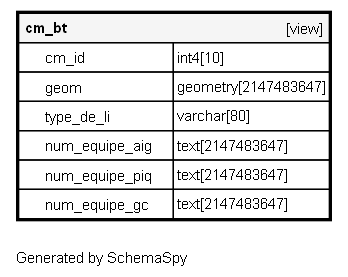 cm_bt [view]
cm_id int4[10]
geom geometry[2147483647]
type_de_li varchar[80]
num_equipe_aig text[2147483647]
num_equipe_piq text[2147483647]
num_equipe_gc text[2147483647]
Generated by SchemaSpy